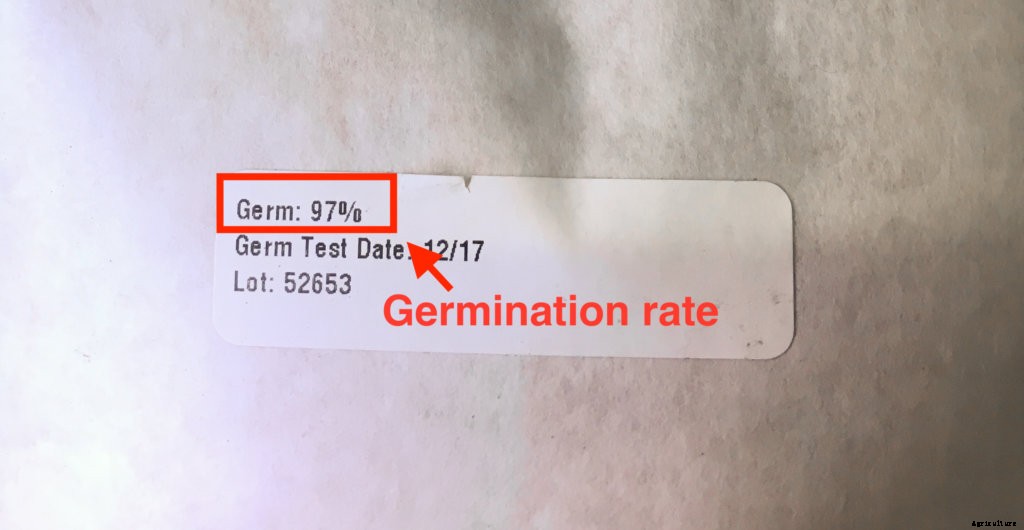 Germ: 97%
Germ Test Date: 12/17
Lot: 52653
Germination rate
Agriculture